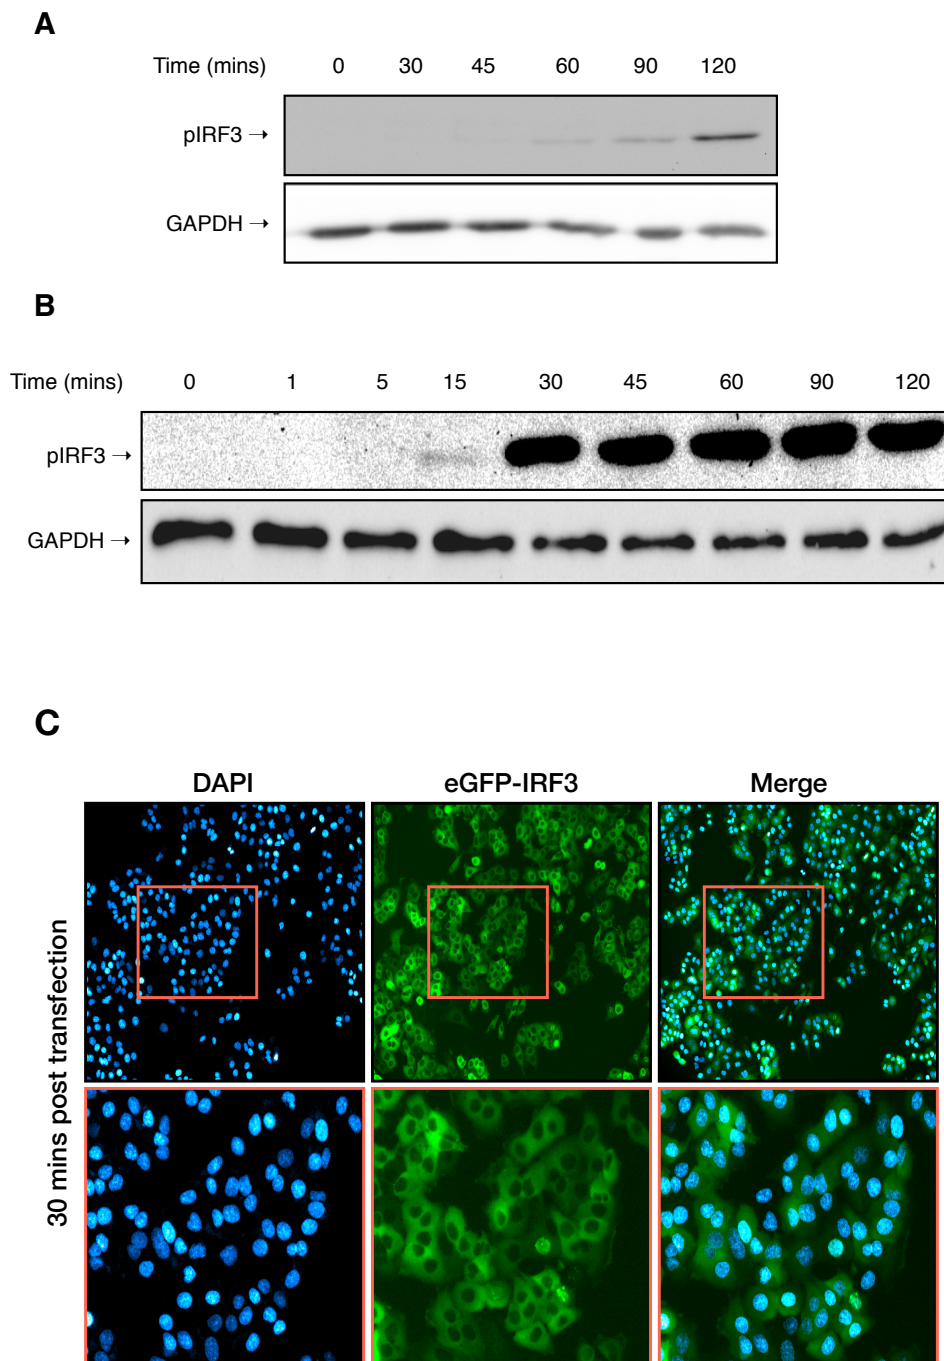 A
Time (mins) 0 30 45 60 90 120
pIRF3 →
GAPDH →
B
Time (mins) 0 1 5 15 30 45 60 90 120
pIRF3 →
GAPDH →
C
DAPI eGFP-IRF3 Merge
30 mins post transfection